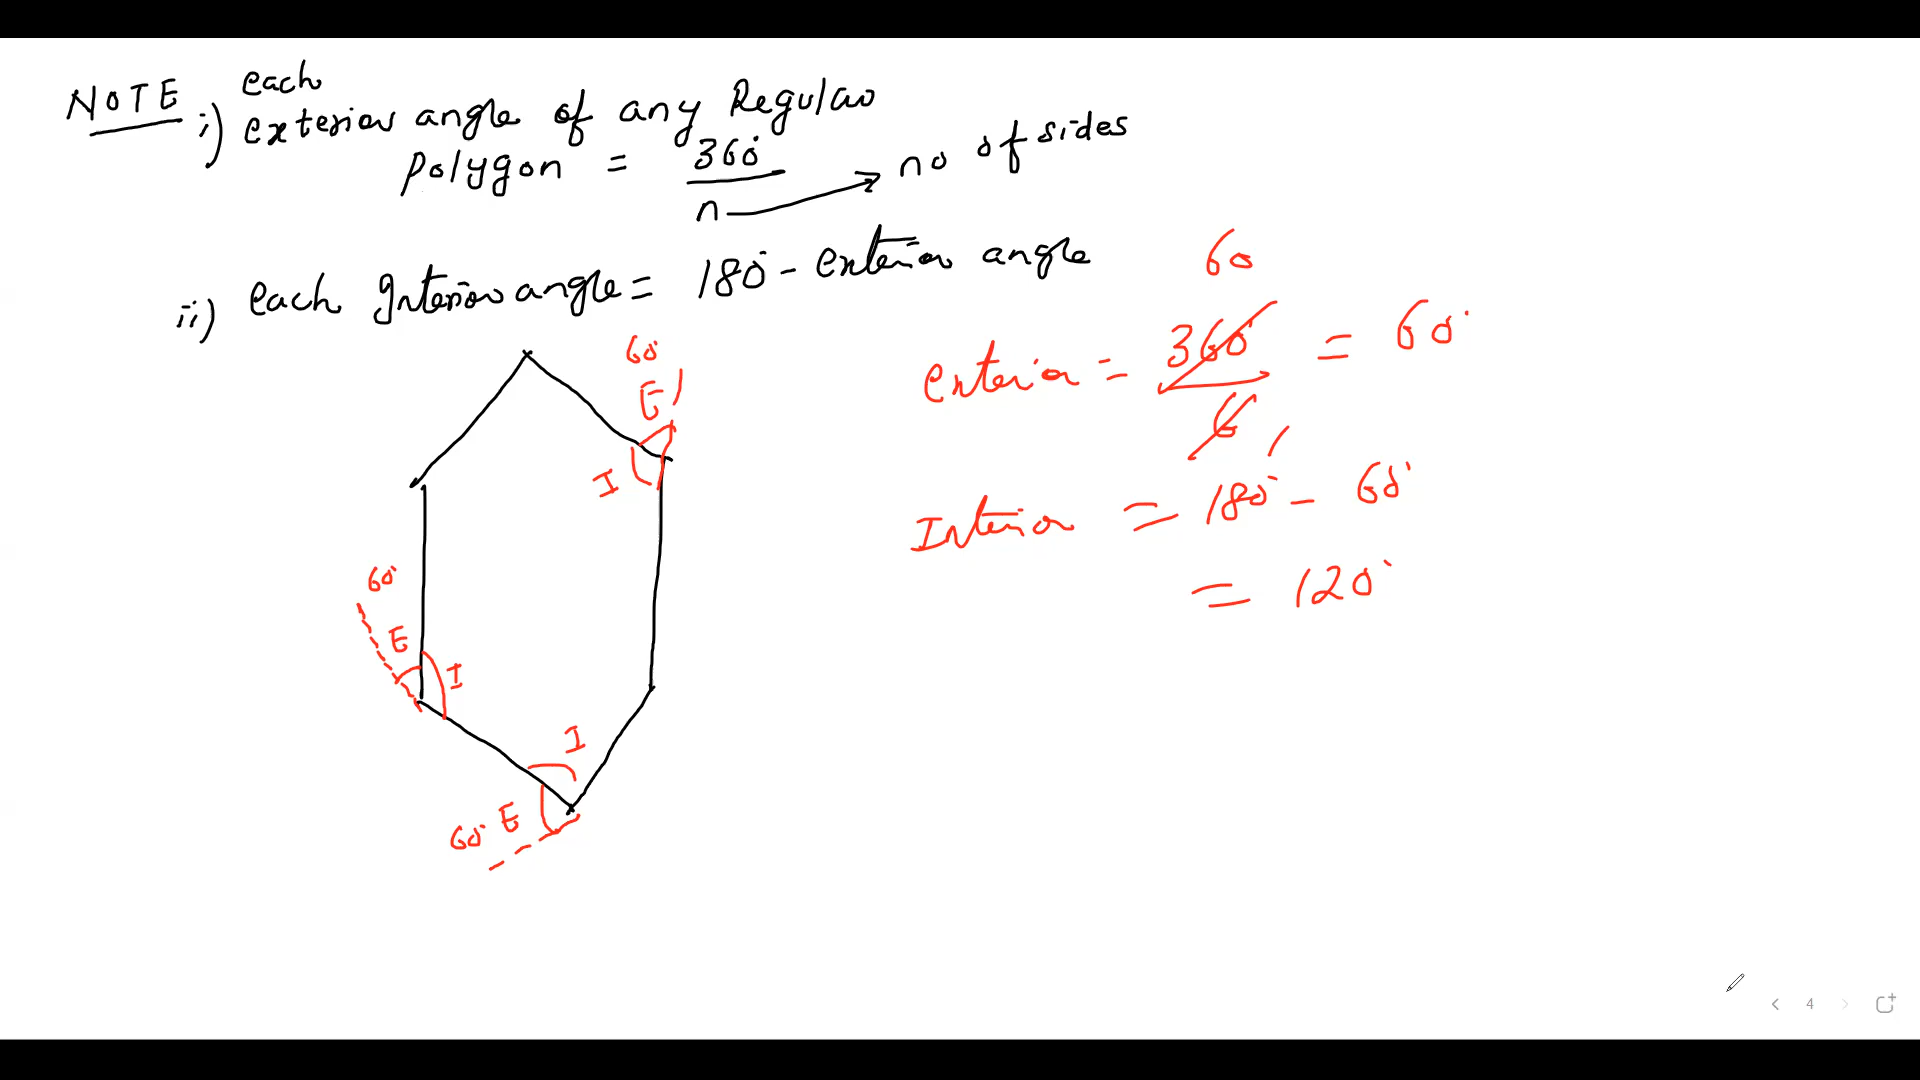 NOTE i) each
exterior angle of any Regular
polygon = 360°/n → no of sides
ii) each Interior angle = 180° - exterior angle
60
exterior = 360°/6 = 60°
1
Interior = 180° - 60°
= 120°
60°
E
I
60°
E
I
I
60° E
4